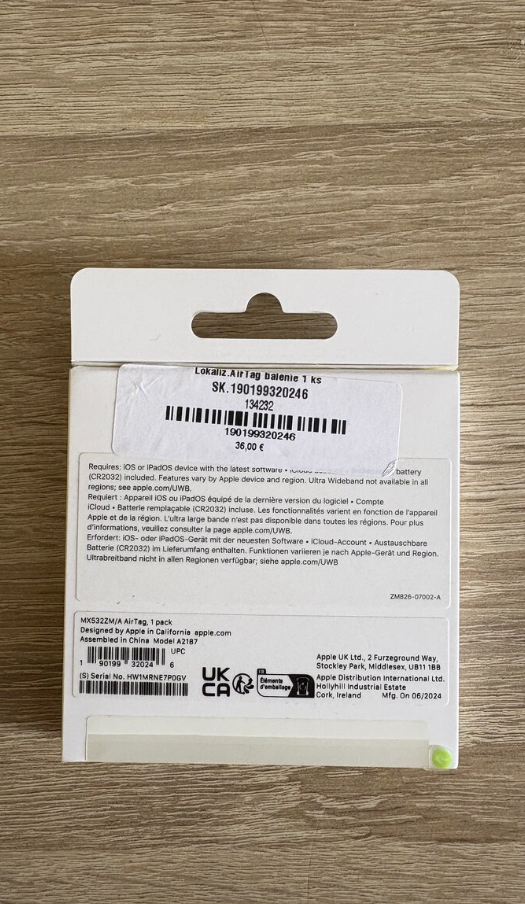 Lokaliz.AirTag balenie 1 ks
SK.190199320246
134232
190199320246
36,00 €
Requires: iOS or iPadOS device with the latest software • battery
(CR2032) included. Features vary by Apple device and region. Ultra Wideband not available in all
regions; see apple.com/UWB.
Requiert : Appareil iOS ou iPadOS équipé de la dernière version du logiciel • Compte
iCloud • Batterie remplaçable (CR2032) incluse. Les fonctionnalités varient en fonction de l'appareil
Apple et de la région. L'ultra large bande n'est pas disponible dans toutes les régions. Pour plus
d'informations, veuillez consulter la page apple.com/UWB.
Erfordert: iOS- oder iPadOS-Gerät mit der neuesten Software • iCloud-Account • Austauschbare
Batterie (CR2032) im Lieferumfang enthalten. Funktionen variieren je nach Apple-Gerät und Region.
Ultrabreitband nicht in allen Regionen verfügbar; siehe apple.com/UWB
ZM826-07002-A
MX532ZM/A AirTag, 1 pack
Designed by Apple in California apple.com
Assembled in China Model A2187
UPC
1 90199 32024 6
(S) Serial No. HW1MRNE7P0GV
UK
CA
FR
Éléments
d'emballage
Apple UK Ltd., 2 Furzeground Way,
Stockley Park, Middlesex, UB11 1BB
Apple Distribution International Ltd.
Hollyhill Industrial Estate
Cork, Ireland Mfg. On 06/2024